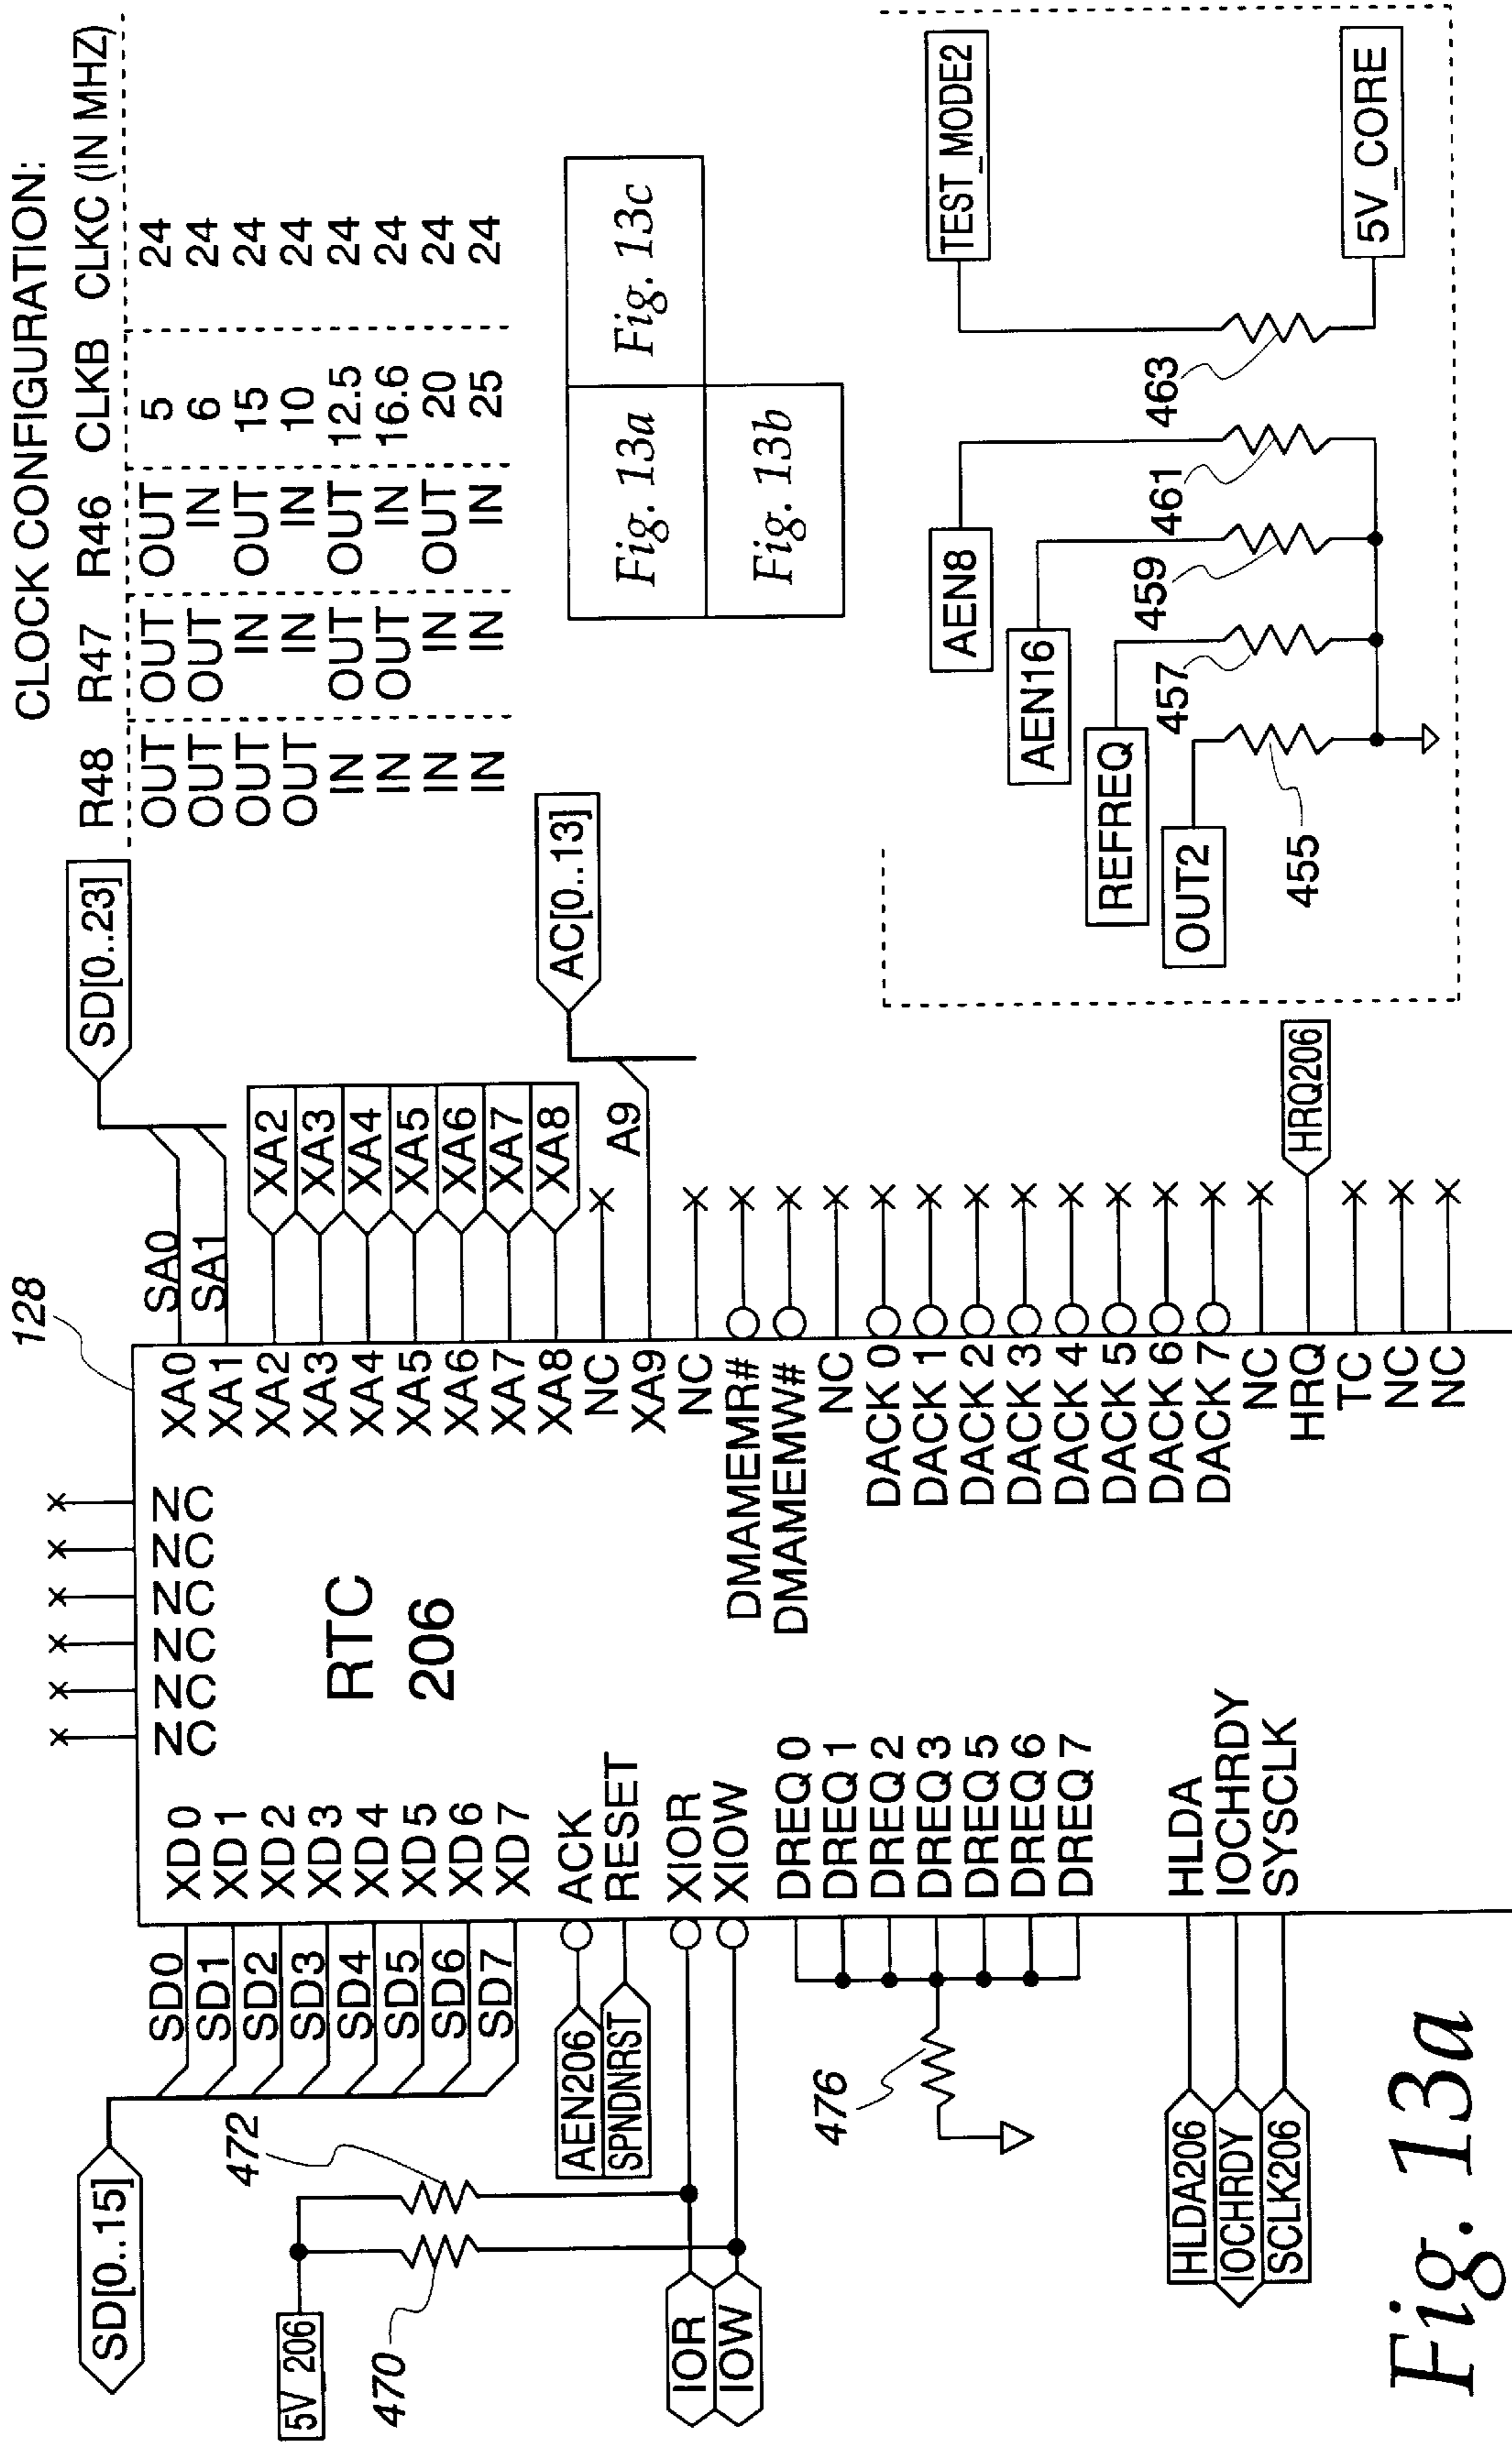 CLOCK CONFIGURATION:
R48 R47 R46 CLKB CLKC (IN MHZ)
OUT OUT OUT 5 24
OUT OUT IN 6 24
OUT IN OUT 15 24
OUT IN IN 10 24
IN OUT OUT 12.5 24
IN OUT IN 16.6 24
IN IN OUT 20 24
IN IN IN 25 24
Fig. 13a Fig. 13c
Fig. 13b
128
SD[0..23]
SA0
SA1
XA2
XA3
XA4
XA5
XA6
XA7
XA8
AC[0..13]
A9
HRQ206
NC NC NC NC NC NC
RTC
206
XA0
XA1
XA2
XA3
XA4
XA5
XA6
XA7
XA8
NC
XA9
NC
DMAMEMR#
DMAMEMW#
NC
DACK 0
DACK 1
DACK 2
DACK 3
DACK 4
DACK 5
DACK 6
DACK 7
NC
HRQ
TC
NC
NC
XD0
XD1
XD2
XD3
XD4
XD5
XD6
XD7
ACK
RESET
XIOR
XIOW
DREQ 0
DREQ 1
DREQ 2
DREQ 3
DREQ 5
DREQ 6
DREQ 7
HLDA
IOCHRDY
SYSCLK
SD[0..15]
SD0
SD1
SD2
SD3
SD4
SD5
SD6
SD7
472
5V_206
470
AEN206
SPNDNRST
IOR
IOW
476
HLDA206
IOCHRDY
SCLK206
TEST_MODE2
AEN8
AEN16
REFREQ
OUT2
455
457
459
461
463
5V_CORE
Fig. 13a